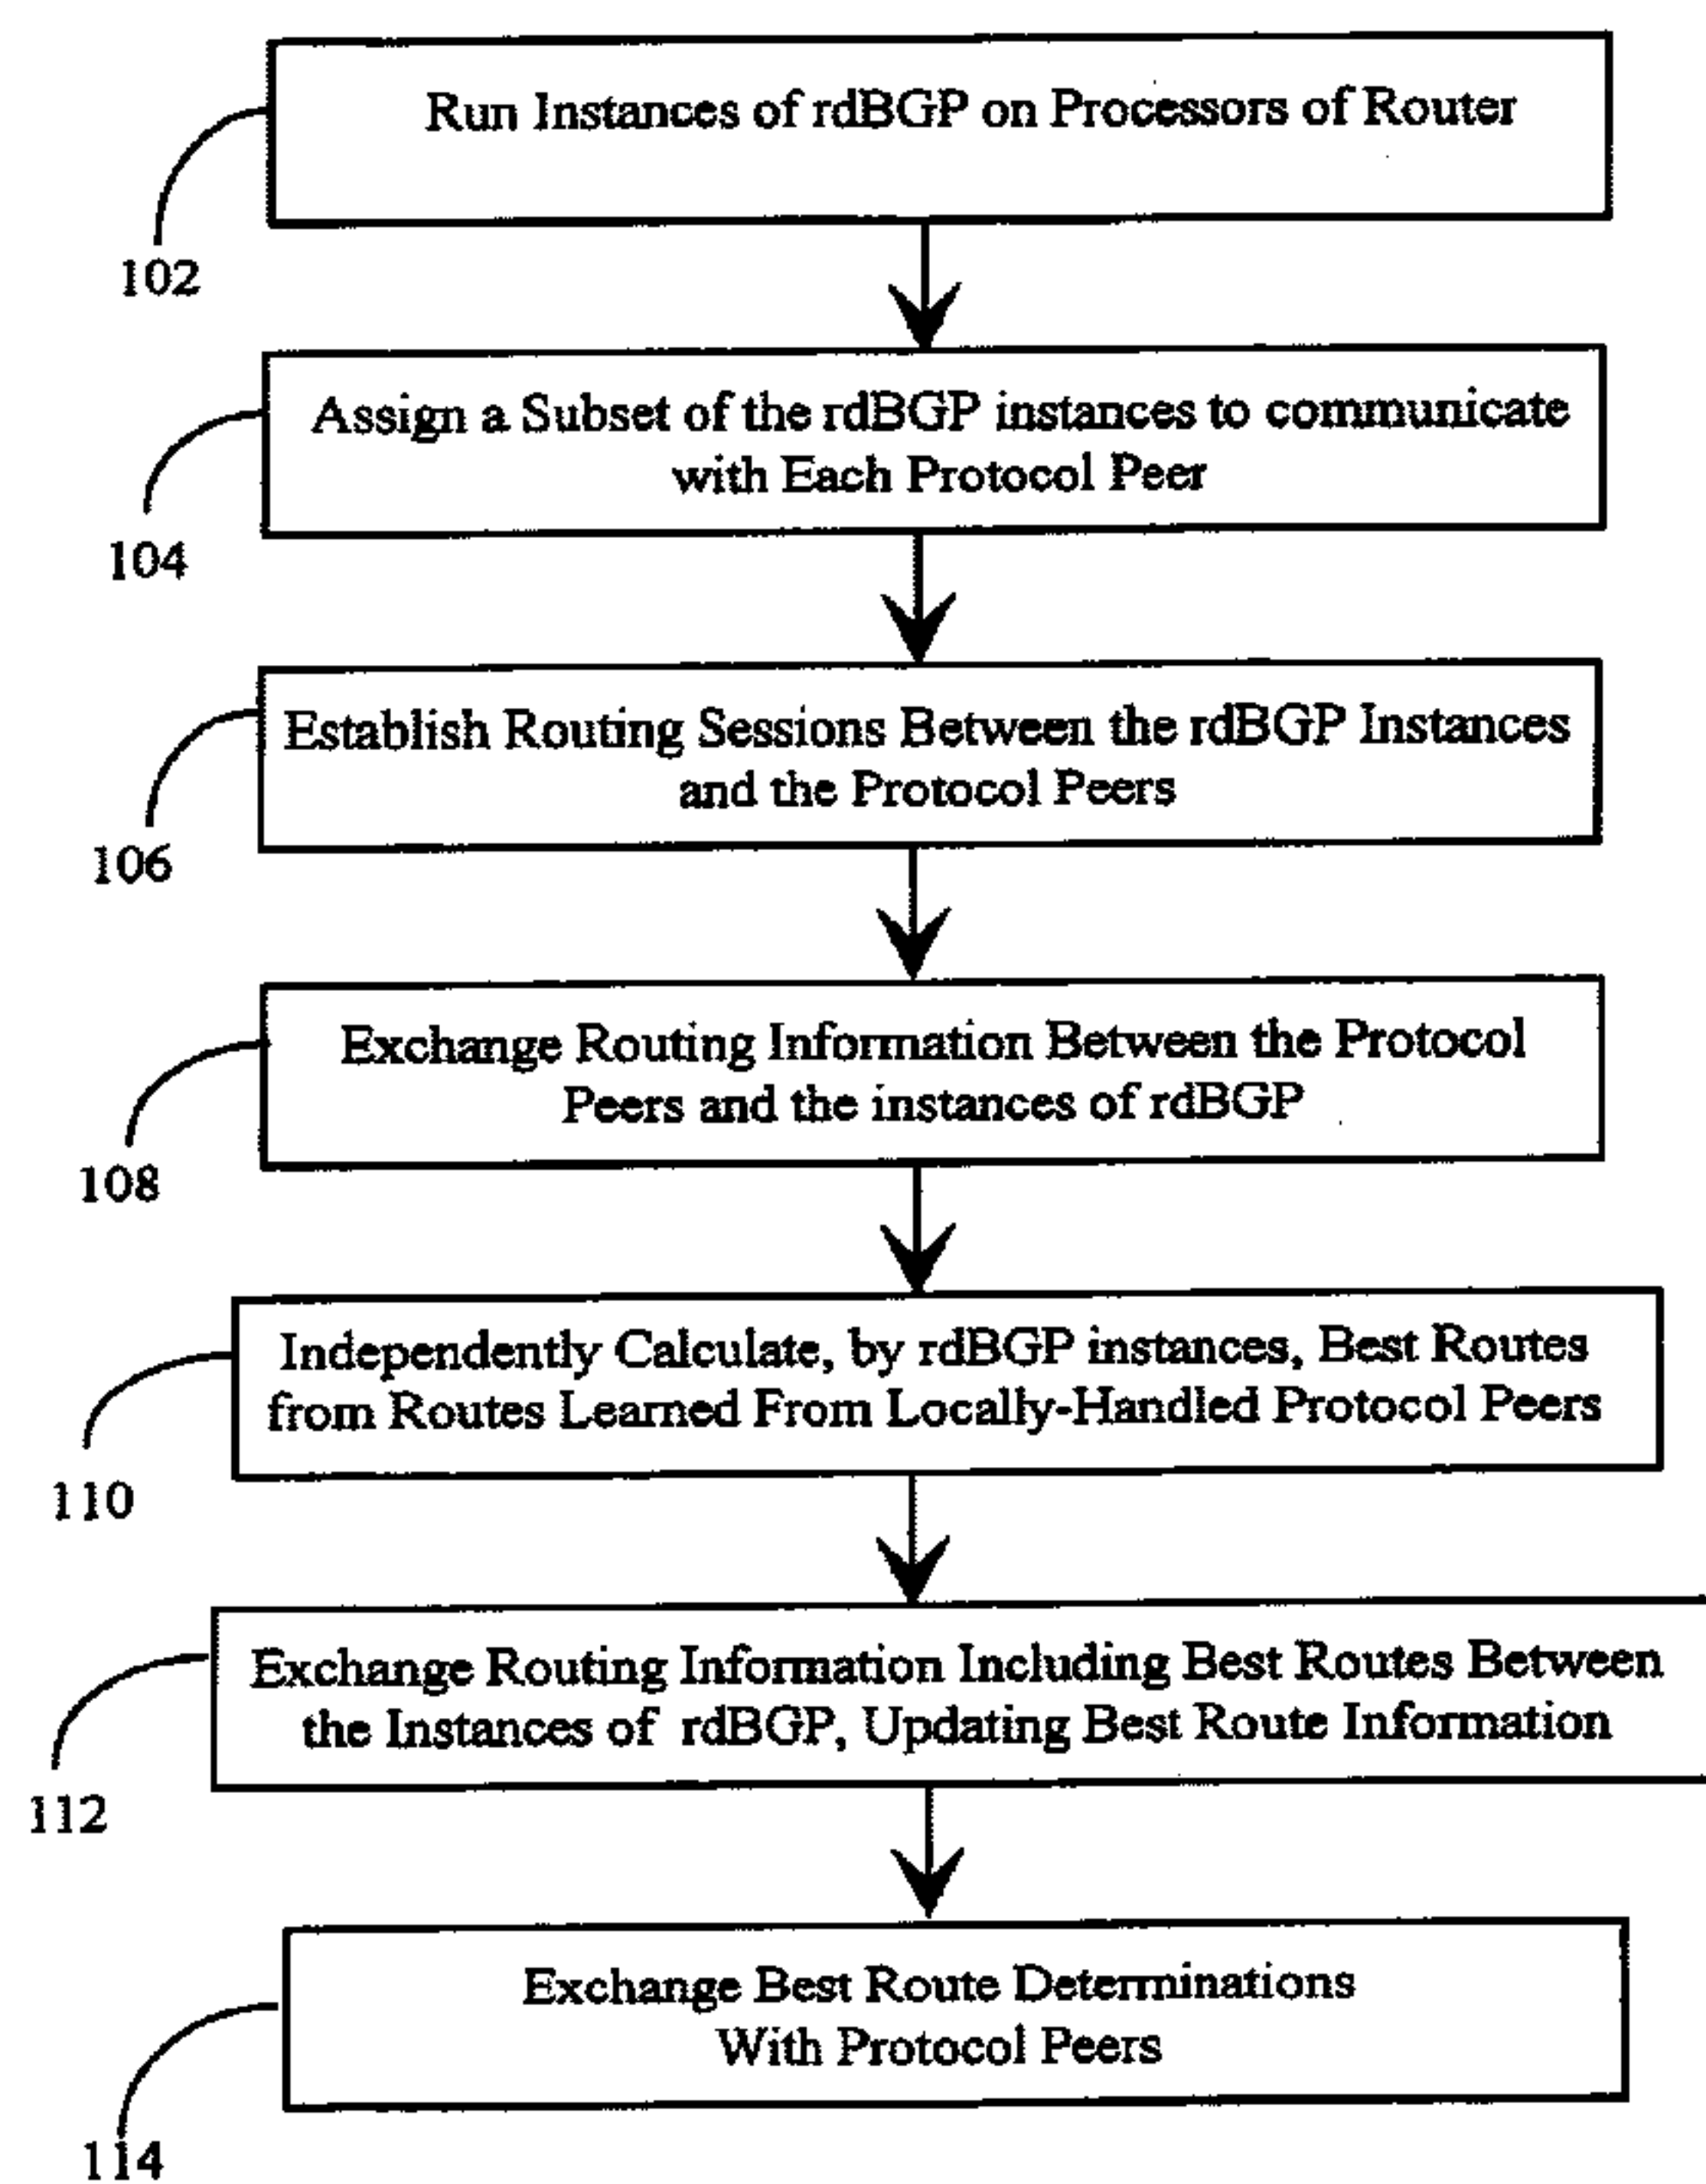 Run Instances of rdBGP on Processors of Router
102
Assign a Subset of the rdBGP instances to communicate
with Each Protocol Peer
104
Establish Routing Sessions Between the rdBGP Instances
and the Protocol Peers
106
Exchange Routing Information Between the Protocol
Peers and the instances of rdBGP
108
Independently Calculate, by rdBGP instances, Best Routes
from Routes Learned From Locally-Handled Protocol Peers
110
Exchange Routing Information Including Best Routes Between
the Instances of rdBGP, Updating Best Route Information
112
Exchange Best Route Determinations
With Protocol Peers
114